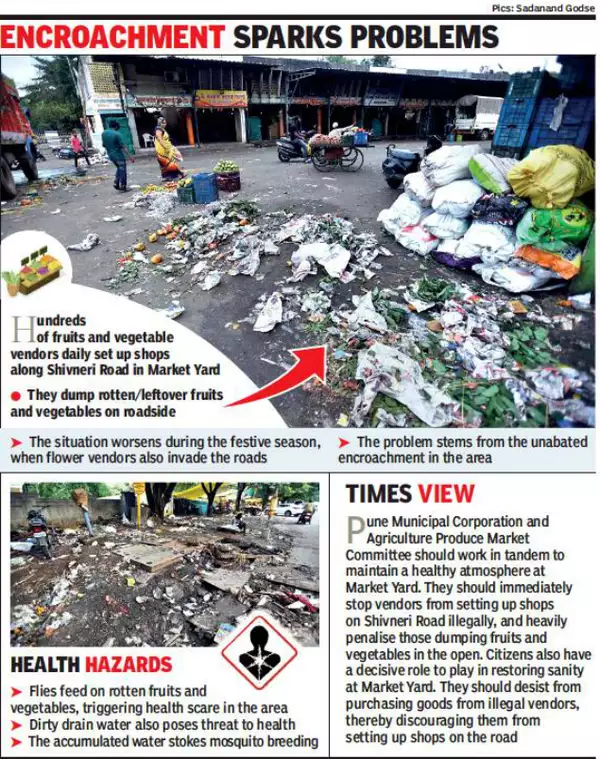 Pics: Sadanand Godse
ENCROACHMENT SPARKS PROBLEMS
Hundreds
of fruits and vegetable
vendors daily set up shops
along Shivneri Road in Market Yard
● They dump rotten/leftover fruits
and vegetables on roadside
➤ The situation worsens during the festive season,
when flower vendors also invade the roads
➤ The problem stems from the unabated
encroachment in the area
HEALTH HAZARDS
➤ Flies feed on rotten fruits and
vegetables, triggering health scare in the area
➤ Dirty drain water also poses threat to health
➤ The accumulated water stokes mosquito breeding
TIMES VIEW
Pune Municipal Corporation and
Agriculture Produce Market
Committee should work in tandem to
maintain a healthy atmosphere at
Market Yard. They should immediately
stop vendors from setting up shops
on Shivneri Road illegally, and heavily
penalise those dumping fruits and
vegetables in the open. Citizens also have
a decisive role to play in restoring sanity
at Market Yard. They should desist from
purchasing goods from illegal vendors,
thereby discouraging them from
setting up shops on the road